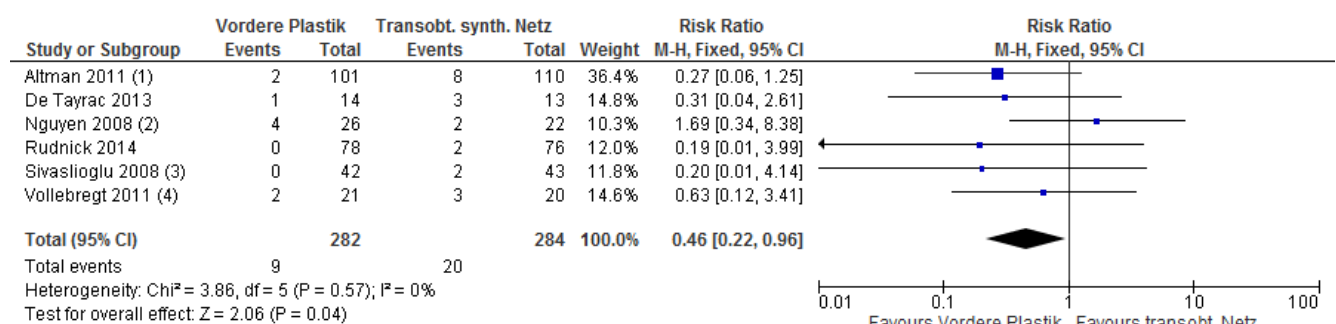 Vordere Plastik Transobt. synth. Netz Risk Ratio Risk Ratio
Study or Subgroup Events Total Events Total Weight M-H, Fixed, 95% CI M-H, Fixed, 95% CI
Altman 2011 (1) 2 101 8 110 36.4% 0.27 [0.06, 1.25]
De Tayrac 2013 1 14 3 13 14.8% 0.31 [0.04, 2.61]
Nguyen 2008 (2) 4 26 2 22 10.3% 1.69 [0.34, 8.38]
Rudnick 2014 0 78 2 76 12.0% 0.19 [0.01, 3.99]
Sivaslioglu 2008 (3) 0 42 2 43 11.8% 0.20 [0.01, 4.14]
Vollebregt 2011 (4) 2 21 3 20 14.6% 0.63 [0.12, 3.41]
Total (95% CI) 282 284 100.0% 0.46 [0.22, 0.96]
Total events 9 20
Heterogeneity: Chi² = 3.86, df = 5 (P = 0.57); I² = 0%
Test for overall effect: Z = 2.06 (P = 0.04)
0.01 0.1 1 10 100
Favours Vordere Plastik Favours transobt. Netz